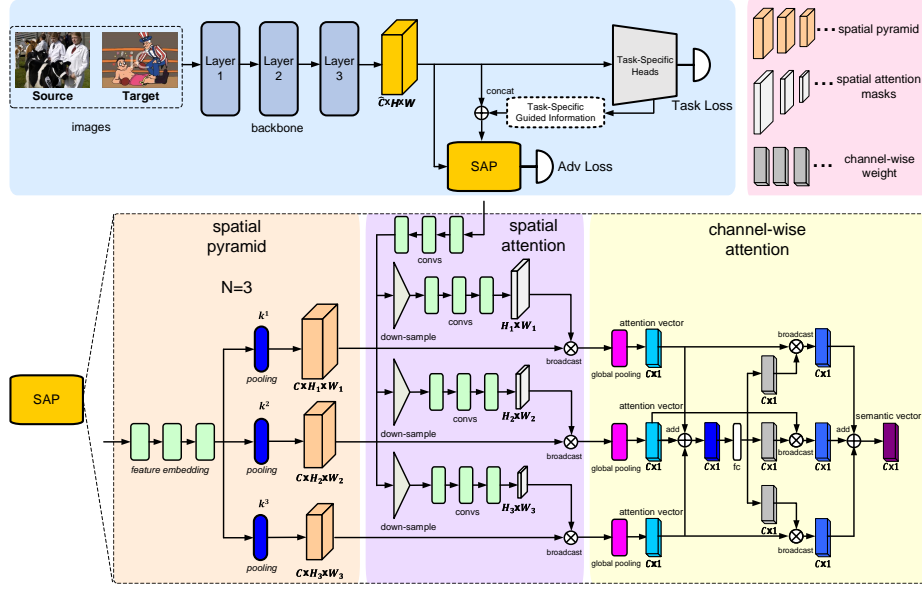 Source
Target
images
Layer
1
Layer
2
Layer
3
backbone
C̃×H×W
concat
Task-Specific
Guided Information
Task-Specific
Heads
Task Loss
SAP
Adv Loss
spatial pyramid
spatial attention
masks
channel-wise
weight
SAP
spatial
pyramid
N=3
feature embedding
k¹
pooling
C×H₁×W₁
k²
pooling
C×H₂×W₂
k³
pooling
C×H₃×W₃
spatial
attention
convs
down-sample
convs
H₁×W₁
broadcast
down-sample
convs
H₂×W₂
broadcast
down-sample
convs
H₃×W₃
broadcast
channel-wise
attention
attention vector
global pooling
C×1
attention vector
global pooling
C×1
attention vector
global pooling
C×1
add
C×1
fc
C×1
C×1
C×1
broadcast
C×1
broadcast
C×1
broadcast
C×1
add
semantic vector
C×1